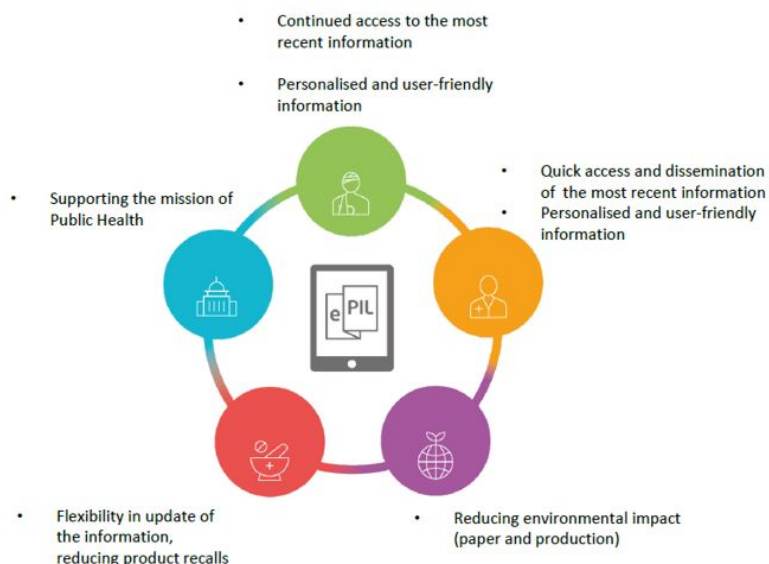 • Continued access to the most
recent information
• Personalised and user-friendly
information
• Quick access and dissemination
of the most recent information
• Personalised and user-friendly
information
• Supporting the mission of
Public Health
e PIL
• Flexibility in update of
the information,
reducing product recalls
• Reducing environmental impact
(paper and production)